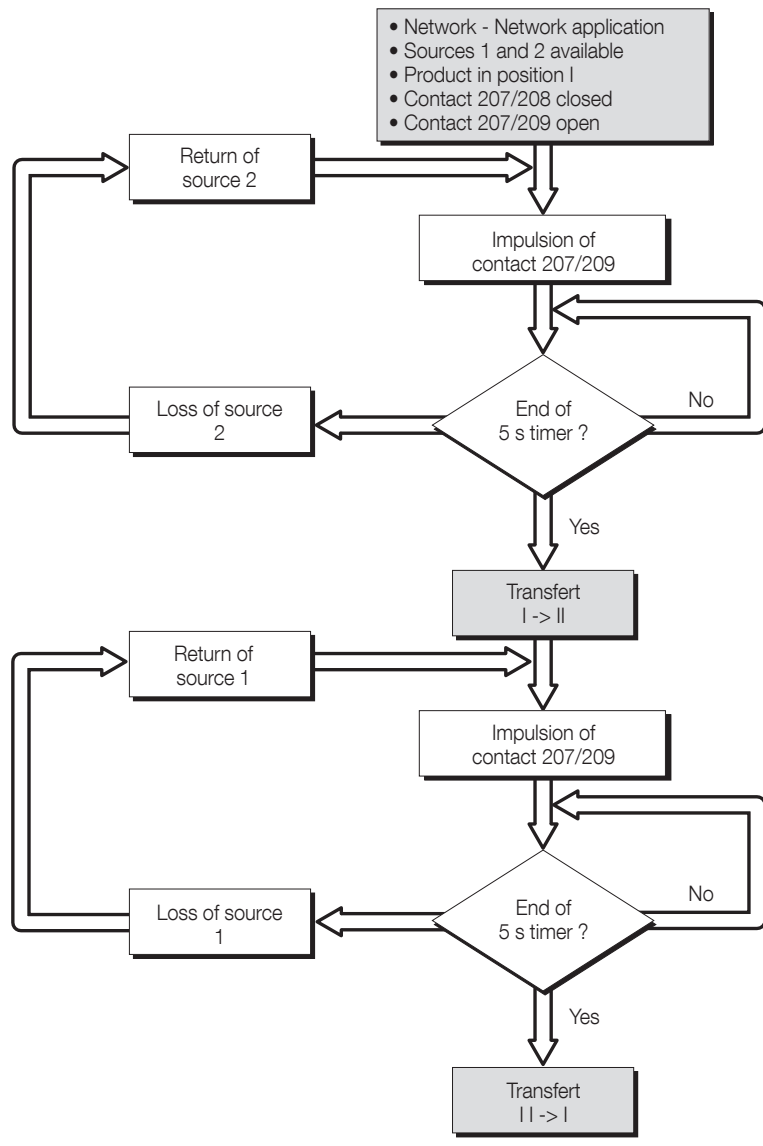 • Network - Network application
• Sources 1 and 2 available
• Product in position I
• Contact 207/208 closed
• Contact 207/209 open
Return of
source 2
Impulsion of
contact 207/209
Loss of source
2
End of
5 s timer ?
No
Yes
Transfert
I -> II
Return of
source 1
Impulsion of
contact 207/209
Loss of source
1
End of
5 s timer ?
No
Yes
Transfert
I I -> I